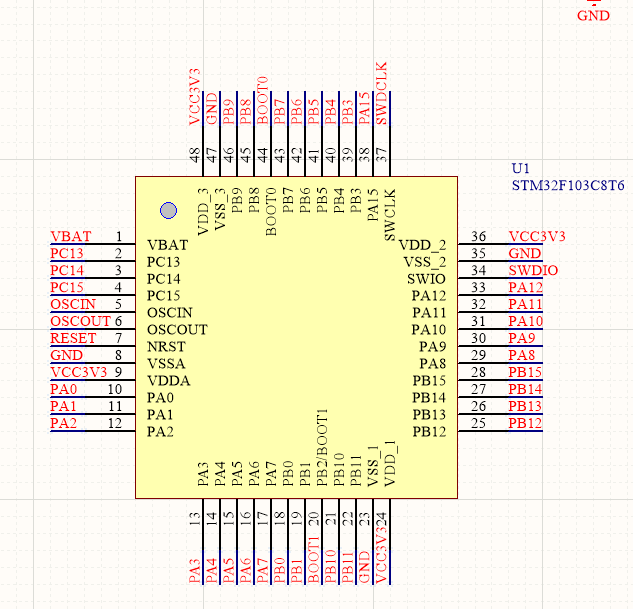 GND
VCC3V3 GND PB9 PB8 BOOT0 PB7 PB6 PB5 PB4 PB3 PA15 SWDCLK
48 47 46 45 44 43 42 41 40 39 38 37
U1
STM32F103C8T6
VDD_3 VSS_3 PB9 PB8 BOOT0 PB7 PB6 PB5 PB4 PB3 PA15 SWCLK
VBAT 1 VBAT VDD_2 36 VCC3V3
PC13 2 PC13 VSS_2 35 GND
PC14 3 PC14 SWIO 34 SWDIO
PC15 4 PC15 PA12 33 PA12
OSCIN 5 OSCIN PA11 32 PA11
OSCOUT 6 OSCOUT PA10 31 PA10
RESET 7 NRST PA9 30 PA9
GND 8 VSSA PA8 29 PA8
VCC3V3 9 VDDA PB15 28 PB15
PA0 10 PA0 PB14 27 PB14
PA1 11 PA1 PB13 26 PB13
PA2 12 PA2 PB12 25 PB12
PA3 PA4 PA5 PA6 PA7 PB0 PB1 PB2/BOOT1 PB10 PB11 VSS_1 VDD_1
13 14 15 16 17 18 19 20 21 22 23 24
PA3 PA4 PA5 PA6 PA7 PB0 PB1 BOOT1 PB10 PB11 GND VCC3V3